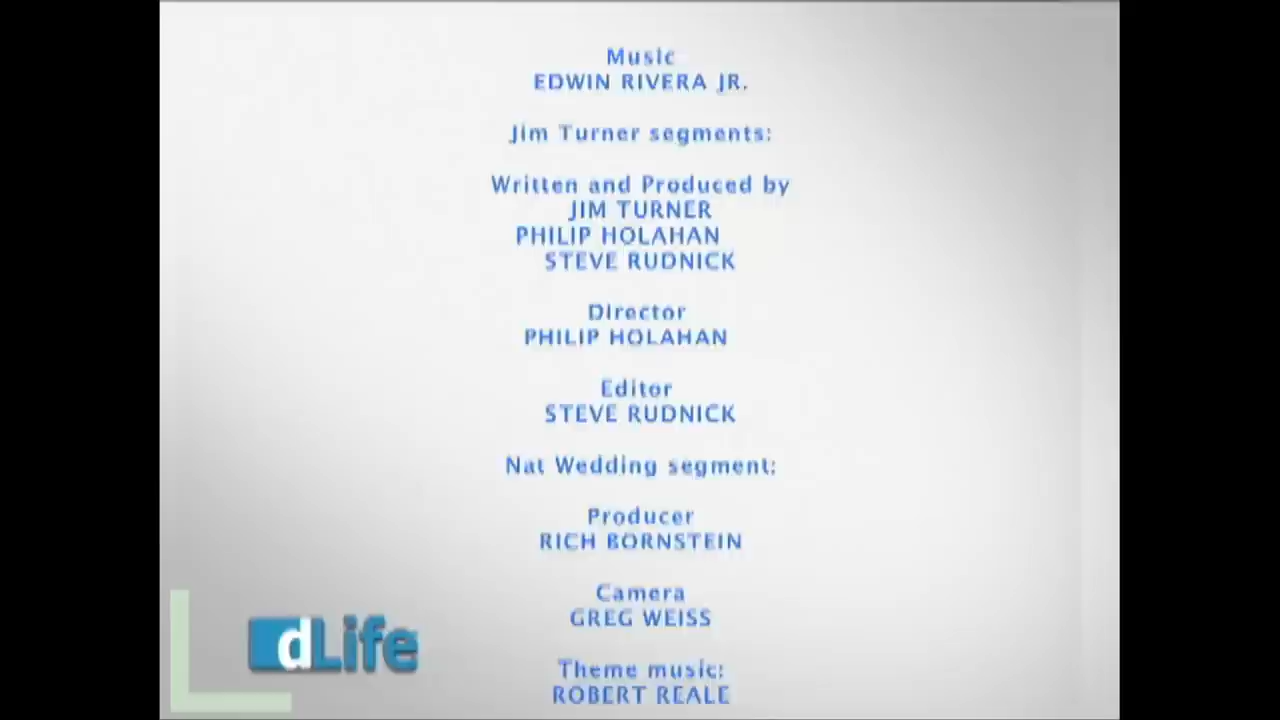 Music
EDWIN RIVERA JR.
Jim Turner segments:
Written and Produced by
JIM TURNER
PHILIP HOLAHAN
STEVE RUDNICK
Director
PHILIP HOLAHAN
Editor
STEVE RUDNICK
Nat Wedding segment:
Producer
RICH BORNSTEIN
Camera
GREG WEISS
Theme music:
ROBERT REALE
dLife